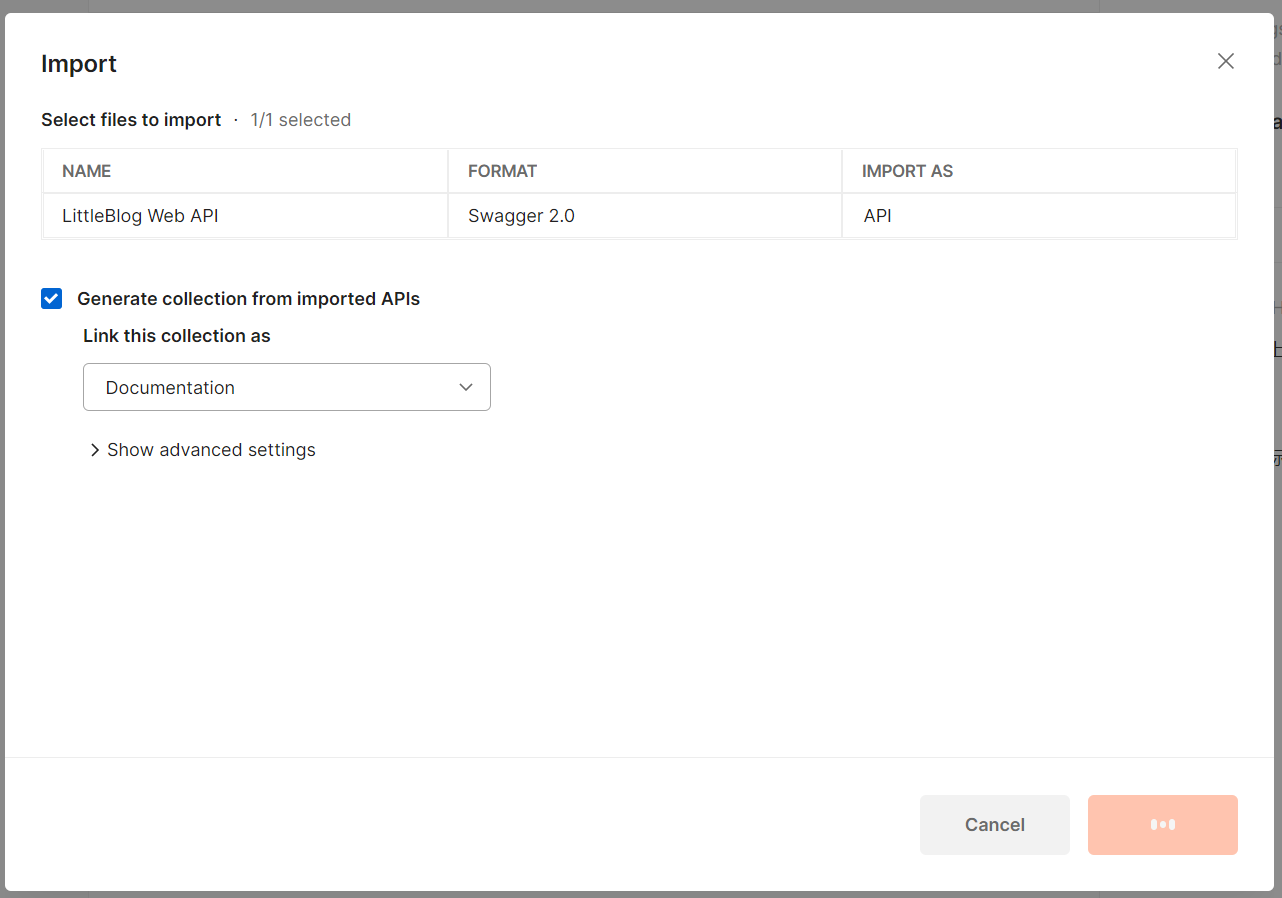 Import
Select files to import · 1/1 selected
NAME FORMAT IMPORT AS
LittleBlog Web API Swagger 2.0 API
Generate collection from imported APIs
Link this collection as
Documentation
Show advanced settings
Cancel